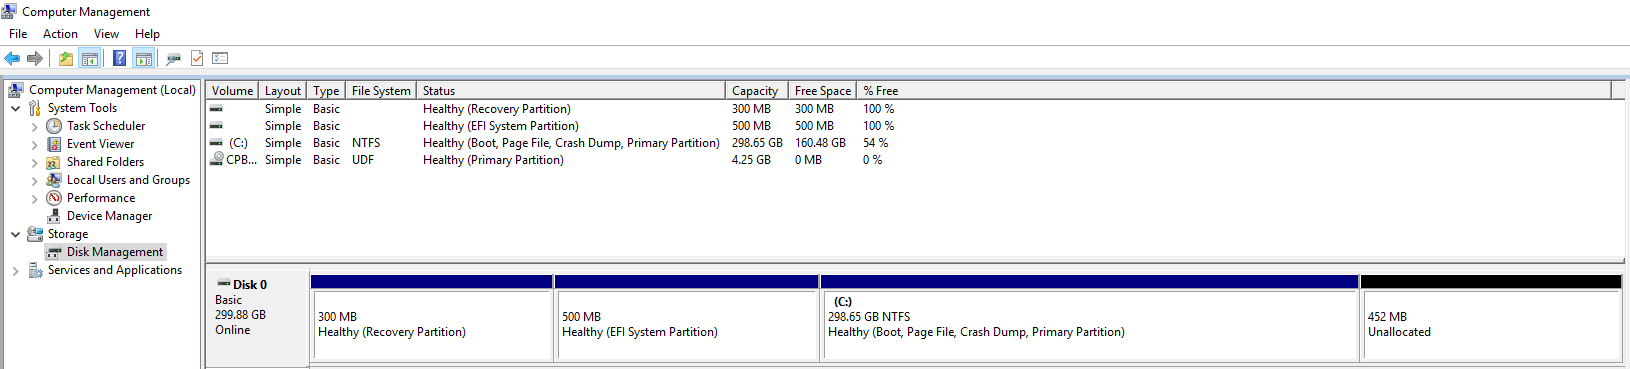 Computer Management
File Action View Help
Computer Management (Local)
System Tools
Task Scheduler
Event Viewer
Shared Folders
Local Users and Groups
Performance
Device Manager
Storage
Disk Management
Services and Applications
Volume Layout Type File System Status Capacity Free Space % Free
Simple Basic Healthy (Recovery Partition) 300 MB 300 MB 100 %
Simple Basic Healthy (EFI System Partition) 500 MB 500 MB 100 %
(C:) Simple Basic NTFS Healthy (Boot, Page File, Crash Dump, Primary Partition) 298.65 GB 160.48 GB 54 %
CPB... Simple Basic UDF Healthy (Primary Partition) 4.25 GB 0 MB 0 %
Disk 0
Basic
299.88 GB
Online
300 MB
Healthy (Recovery Partition)
500 MB
Healthy (EFI System Partition)
(C:)
298.65 GB NTFS
Healthy (Boot, Page File, Crash Dump, Primary Partition)
452 MB
Unallocated